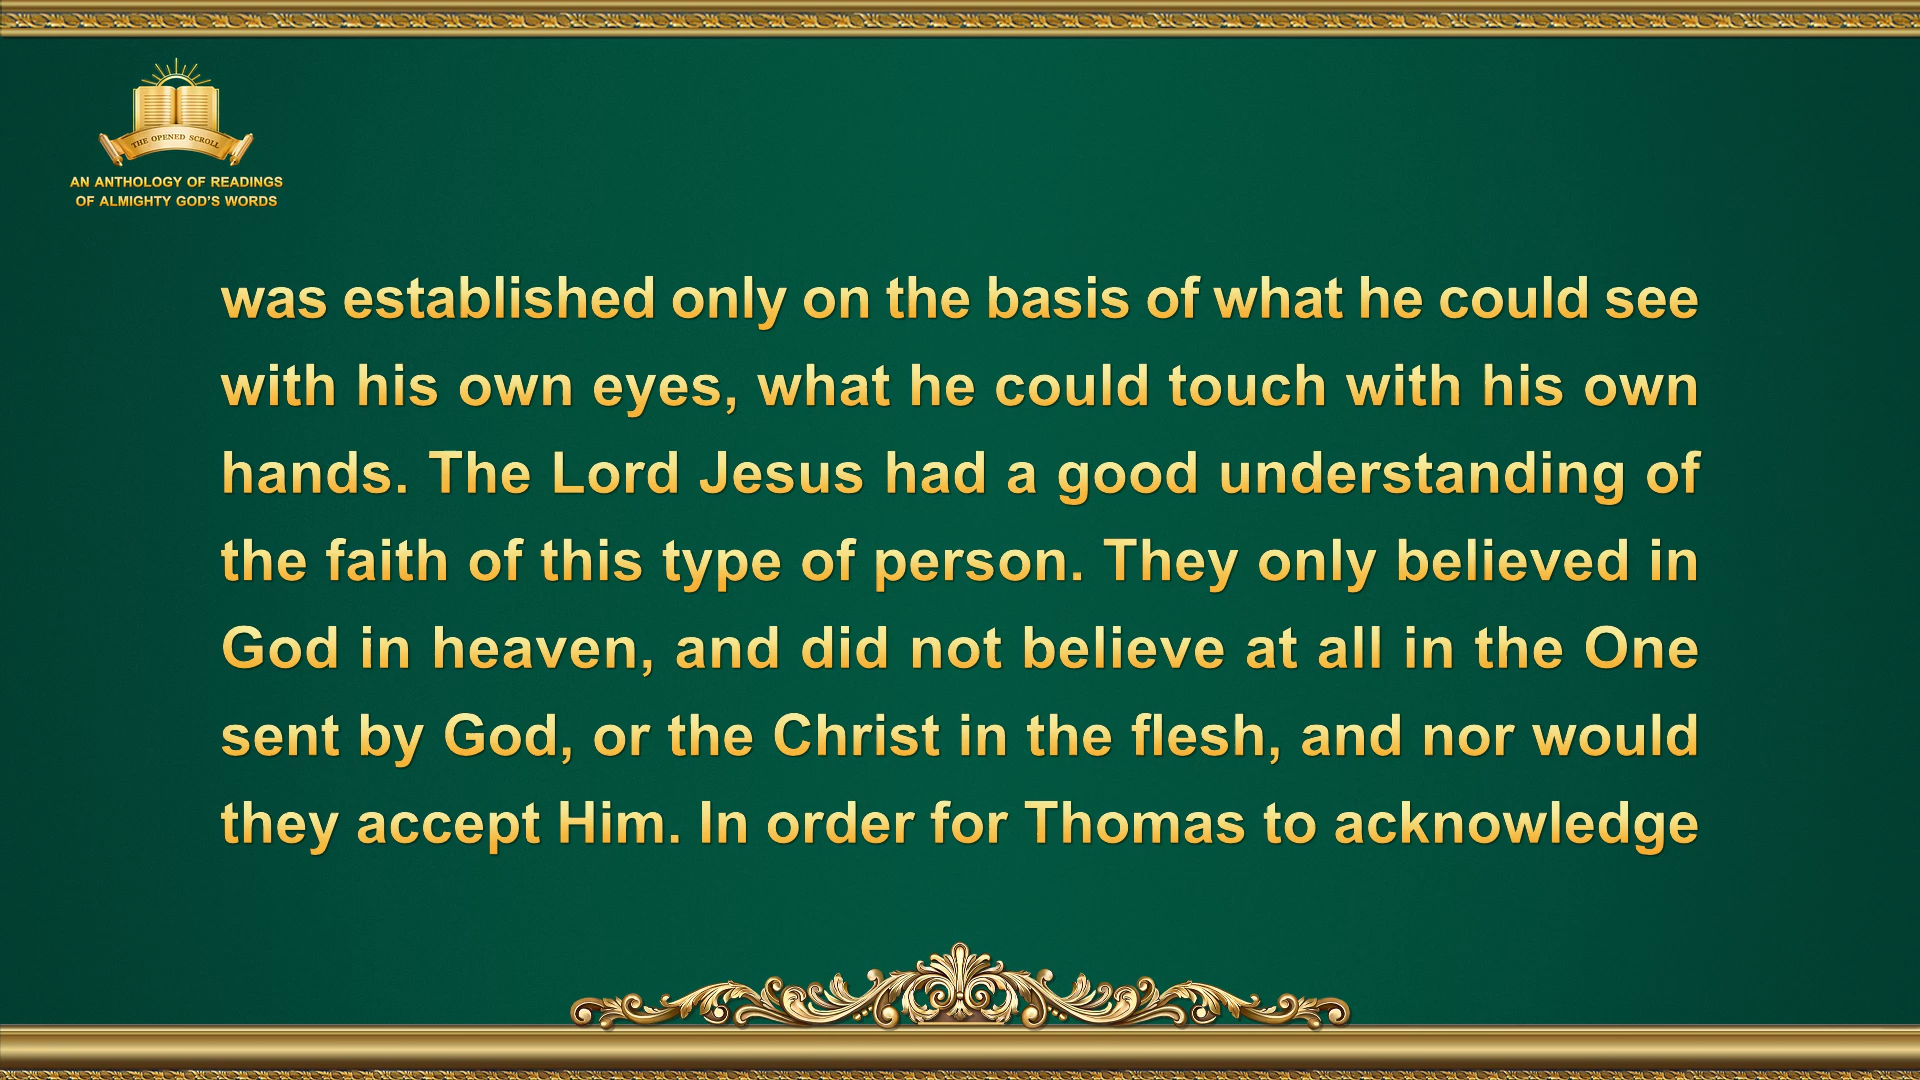 THE OPENED SCROLL
AN ANTHOLOGY OF READINGS
OF ALMIGHTY GOD'S WORDS
was established only on the basis of what he could see
with his own eyes, what he could touch with his own
hands. The Lord Jesus had a good understanding of
the faith of this type of person. They only believed in
God in heaven, and did not believe at all in the One
sent by God, or the Christ in the flesh, and nor would
they accept Him. In order for Thomas to acknowledge